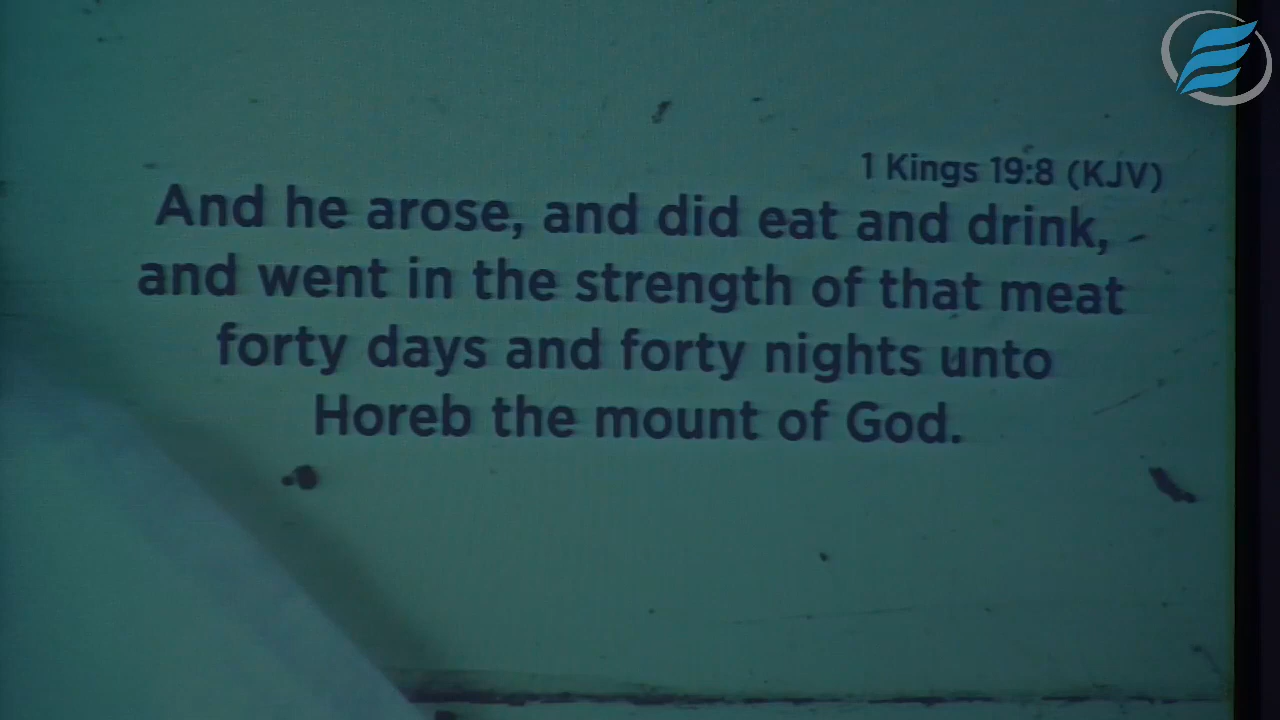 1 Kings 19:8 (KJV)
And he arose, and did eat and drink,
and went in the strength of that meat
forty days and forty nights unto
Horeb the mount of God.